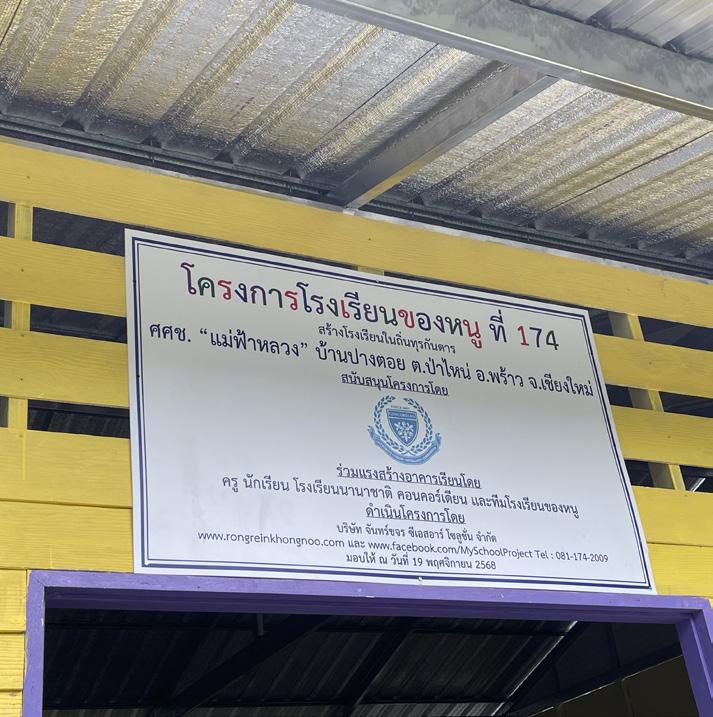 โครงการโรงเรียนของหนู ที่ 174
สร้างโรงเรียนในถิ่นทุรกันดาร
ศศช. “แม่ฟ้าหลวง” บ้านปางตอย ต.ป่าไหน่ อ.พร้าว จ.เชียงใหม่
สนับสนุนโครงการโดย
ร่วมแรงสร้างอาคารเรียนโดย
ครู นักเรียน โรงเรียนนานาชาติ คอนคอร์เดียน และทีมโรงเรียนของหนู
ดำเนินโครงการโดย
บริษัท จันทร์ขจร ซีเอสอาร์ โซลูชั่น จำกัด
www.rongreinkhongnoo.com และ www.facebook.com/MySchoolProject Tel : 081-174-2009
มอบให้ ณ วันที่ 19 พฤศจิกายน 2568